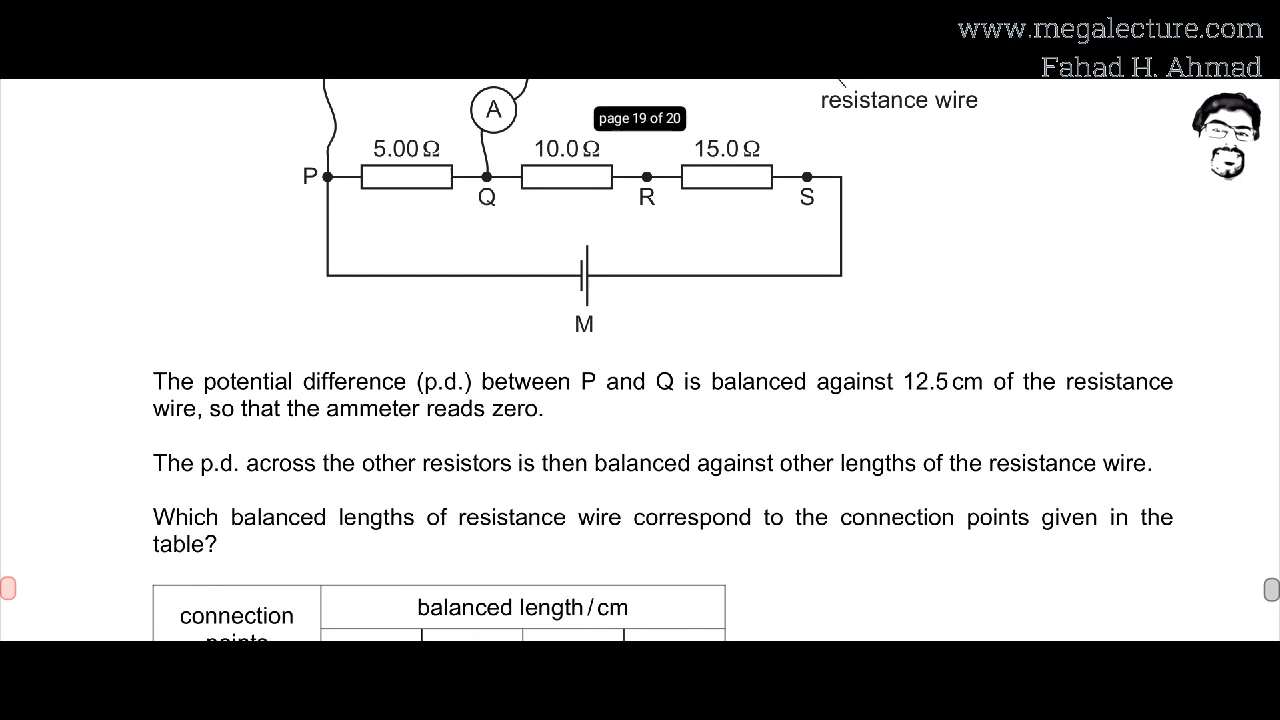 www.megalecture.com
Fahad H. Ahmad
resistance wire
A
page 19 of 20
5.00 Ω
10.0 Ω
15.0 Ω
P
Q
R
S
M
The potential difference (p.d.) between P and Q is balanced against 12.5 cm of the resistance
wire, so that the ammeter reads zero.
The p.d. across the other resistors is then balanced against other lengths of the resistance wire.
Which balanced lengths of resistance wire correspond to the connection points given in the
table?
balanced length / cm
connection